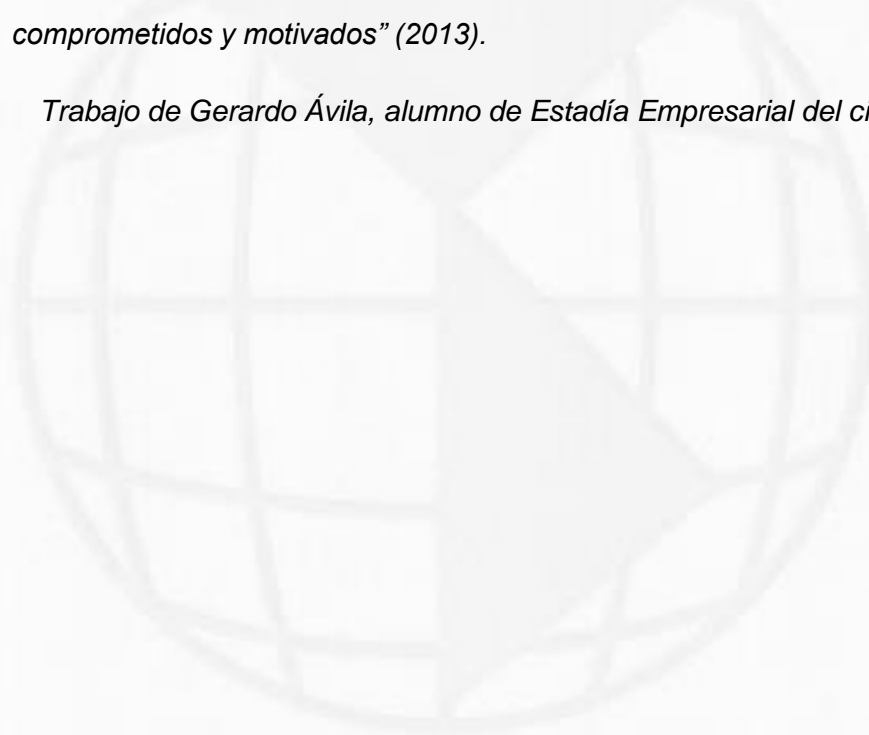 comprometidos y motivados” (2013).
Trabajo de Gerardo Ávila, alumno de Estadía Empresarial del